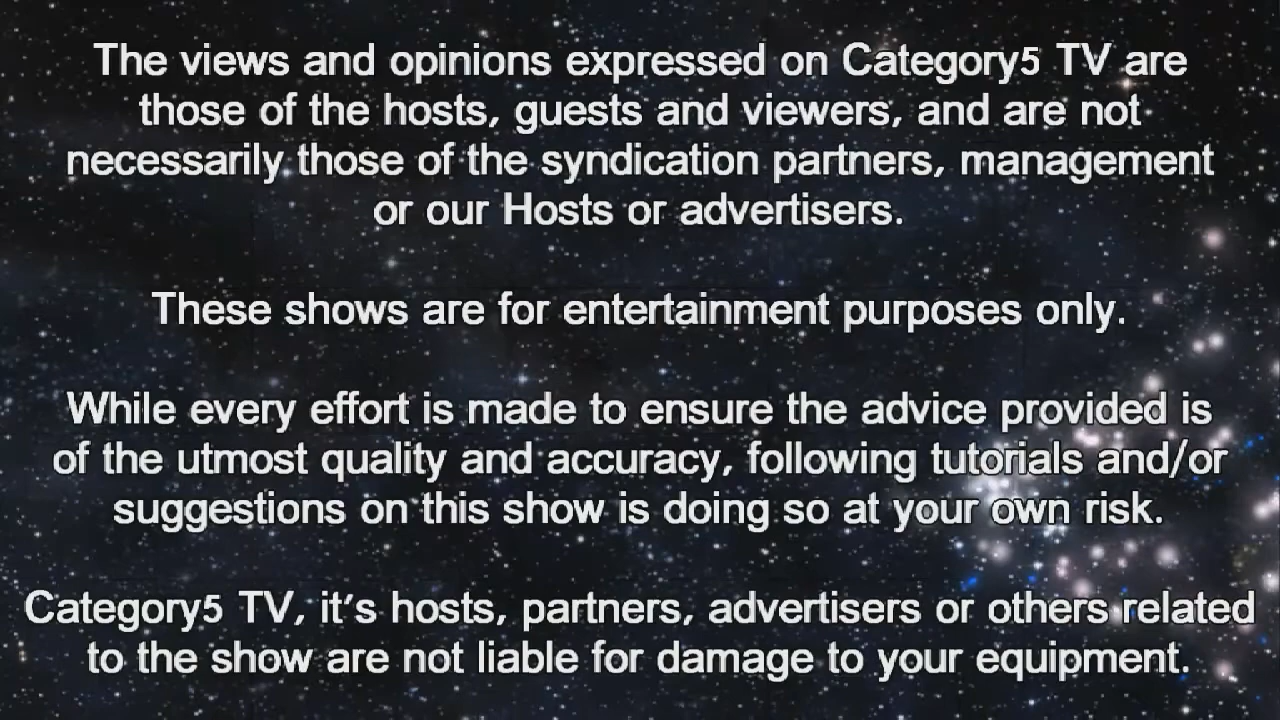 The views and opinions expressed on Category5 TV are
those of the hosts, guests and viewers, and are not
necessarily those of the syndication partners, management
or our Hosts or advertisers.
These shows are for entertainment purposes only.
While every effort is made to ensure the advice provided is
of the utmost quality and accuracy, following tutorials and/or
suggestions on this show is doing so at your own risk.
Category5 TV, it’s hosts, partners, advertisers or others related
to the show are not liable for damage to your equipment.